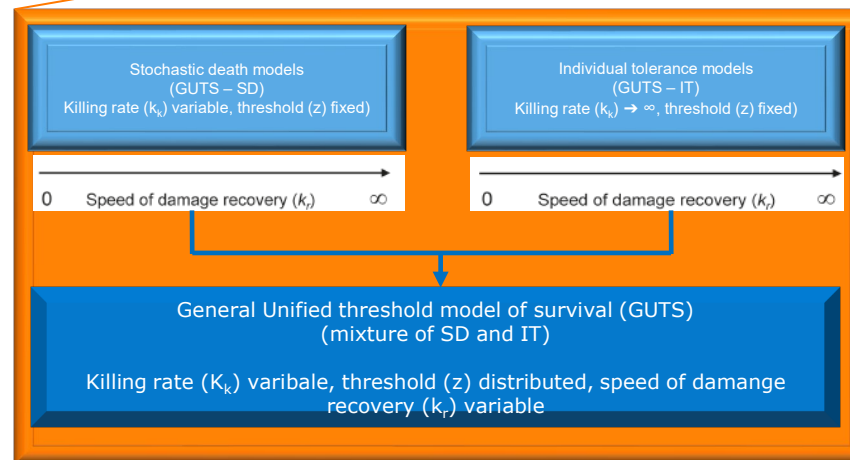 Stochastic death models
(GUTS – SD)
Killing rate (kk) variable, threshold (z) fixed)
Individual tolerance models
(GUTS – IT)
Killing rate (kk) ➔ ∞, threshold (z) fixed)
0 Speed of damage recovery (kr) ∞
0 Speed of damage recovery (kr) ∞
General Unified threshold model of survival (GUTS)
(mixture of SD and IT)
Killing rate (Kk) varibale, threshold (z) distributed, speed of damange
recovery (kr) variable